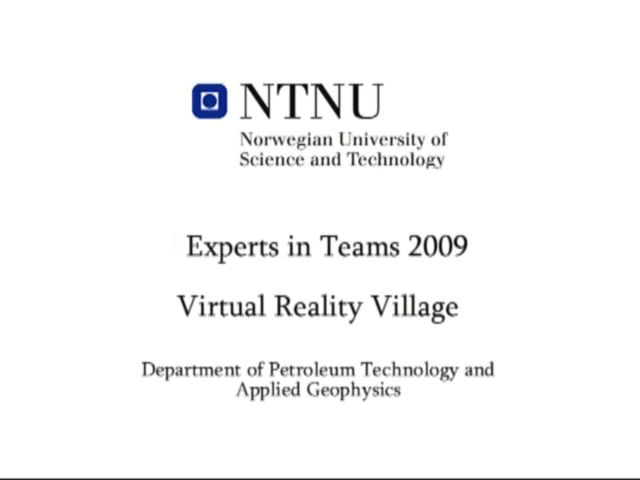 NTNU
Norwegian University of
Science and Technology
Experts in Teams 2009
Virtual Reality Village
Department of Petroleum Technology and
Applied Geophysics